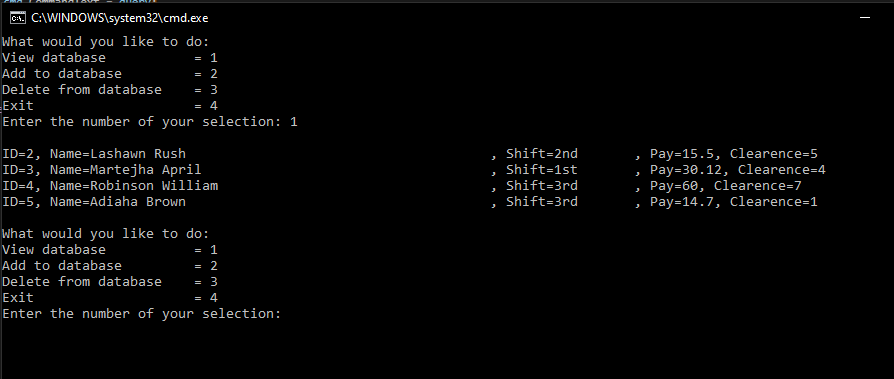 cmd.CommandText = query;
C:\WINDOWS\system32\cmd.exe
What would you like to do:
View database           = 1
Add to database         = 2
Delete from database    = 3
Exit                    = 4
Enter the number of your selection: 1
ID=2, Name=Lashawn Rush                                      , Shift=2nd       , Pay=15.5, Clearence=5
ID=3, Name=Martejha April                                    , Shift=1st       , Pay=30.12, Clearence=4
ID=4, Name=Robinson William                                  , Shift=3rd       , Pay=60, Clearence=7
ID=5, Name=Adiaha Brown                                      , Shift=3rd       , Pay=14.7, Clearence=1
What would you like to do:
View database           = 1
Add to database         = 2
Delete from database    = 3
Exit                    = 4
Enter the number of your selection: